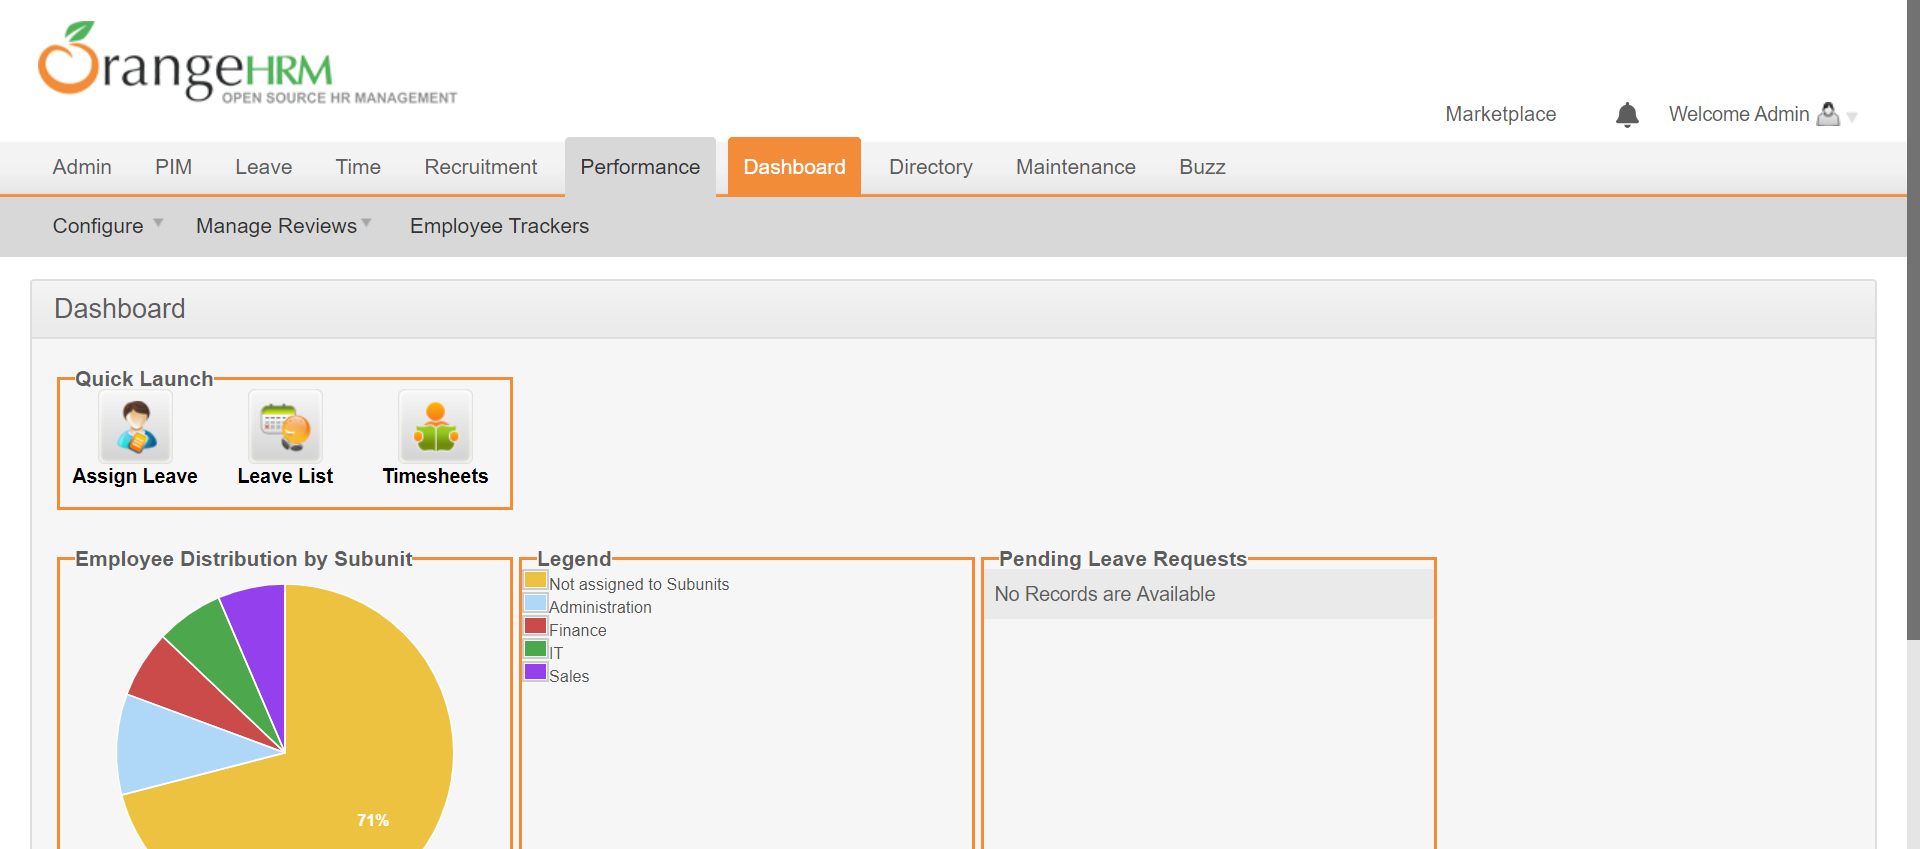 OrangeHRM
OPEN SOURCE HR MANAGEMENT
Marketplace
Welcome Admin
Admin PIM Leave Time Recruitment Performance Dashboard Directory Maintenance Buzz
Configure Manage Reviews Employee Trackers
Dashboard
Quick Launch
Assign Leave Leave List Timesheets
Employee Distribution by Subunit
71%
Legend
Not assigned to Subunits
Administration
Finance
IT
Sales
Pending Leave Requests
No Records are Available